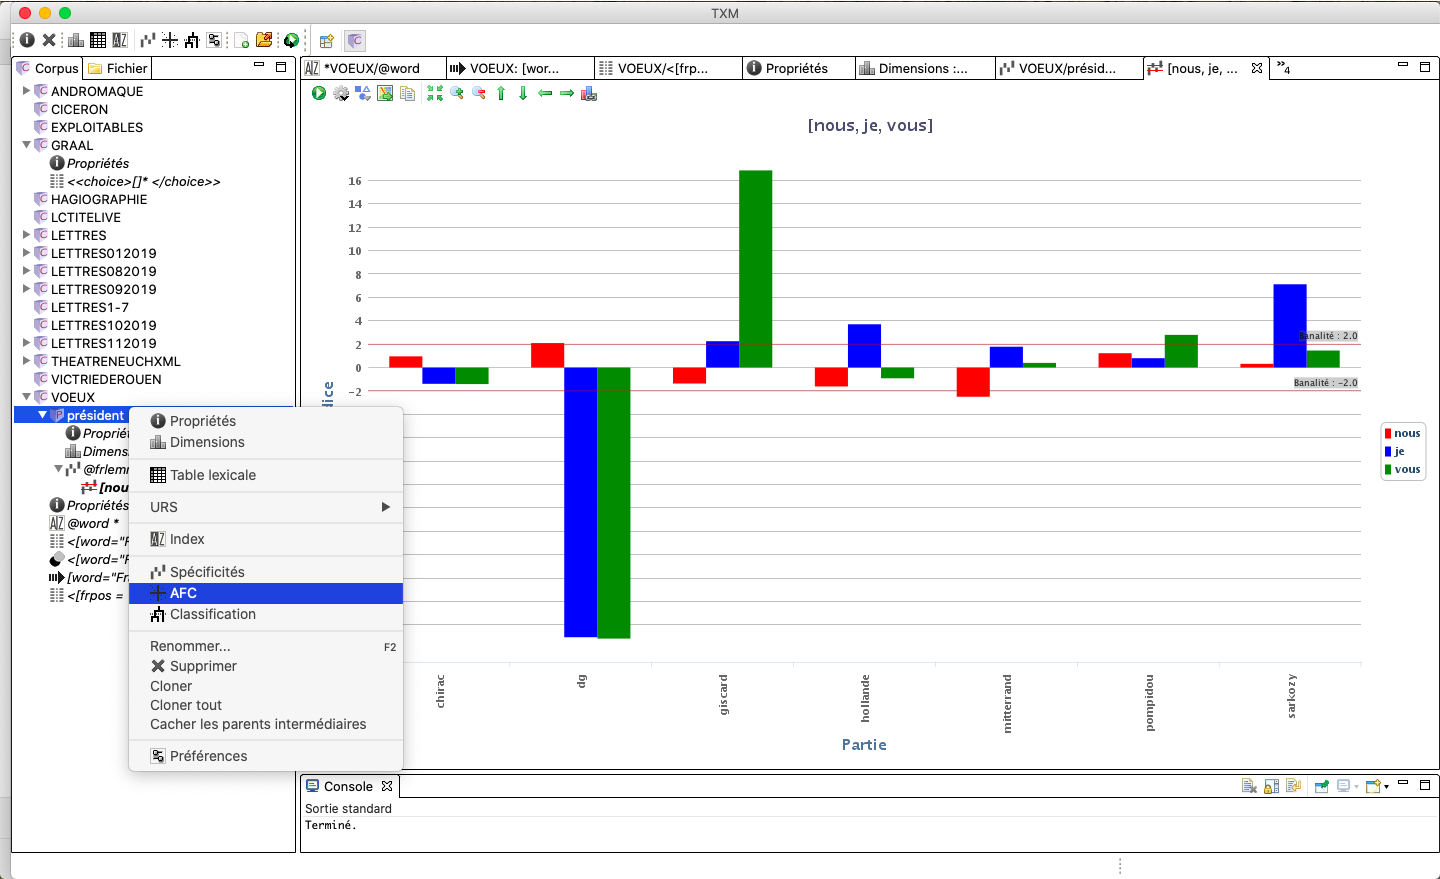 TXM
Corpus
Fichier
ANDROMAQUE
CICERON
EXPLOITABLES
GRAAL
Propriétés
<<choice>[]* </choice>>
HAGIOGRAPHIE
LCTITELIVE
LETTRES
LETTRES012019
LETTRES082019
LETTRES092019
LETTRES1-7
LETTRES102019
LETTRES112019
THEATRENEUCHXML
VICTRIEDEROUEN
VOEUX
président
Proprié
Dimens
@frlem
[nou
Propriétés
@word *
<[word="F
<[word="F
[word="Fr
<[frpos =
Propriétés
Dimensions
Table lexicale
URS
Index
Spécificités
AFC
Classification
Renommer... F2
Supprimer
Cloner
Cloner tout
Cacher les parents intermédiaires
Préférences
*VOEUX/@word
VOEUX: [wor...
VOEUX/<[frp...
Propriétés
Dimensions :...
VOEUX/présid...
[nous, je, ...
»4
[nous, je, vous]
16
14
12
10
8
6
4
2
0
-2
dice
Banalité : 2.0
Banalité : -2.0
nous
je
vous
chirac
dg
giscard
hollande
mitterrand
pompidou
sarkozy
Partie
Console
Sortie standard
Terminé.